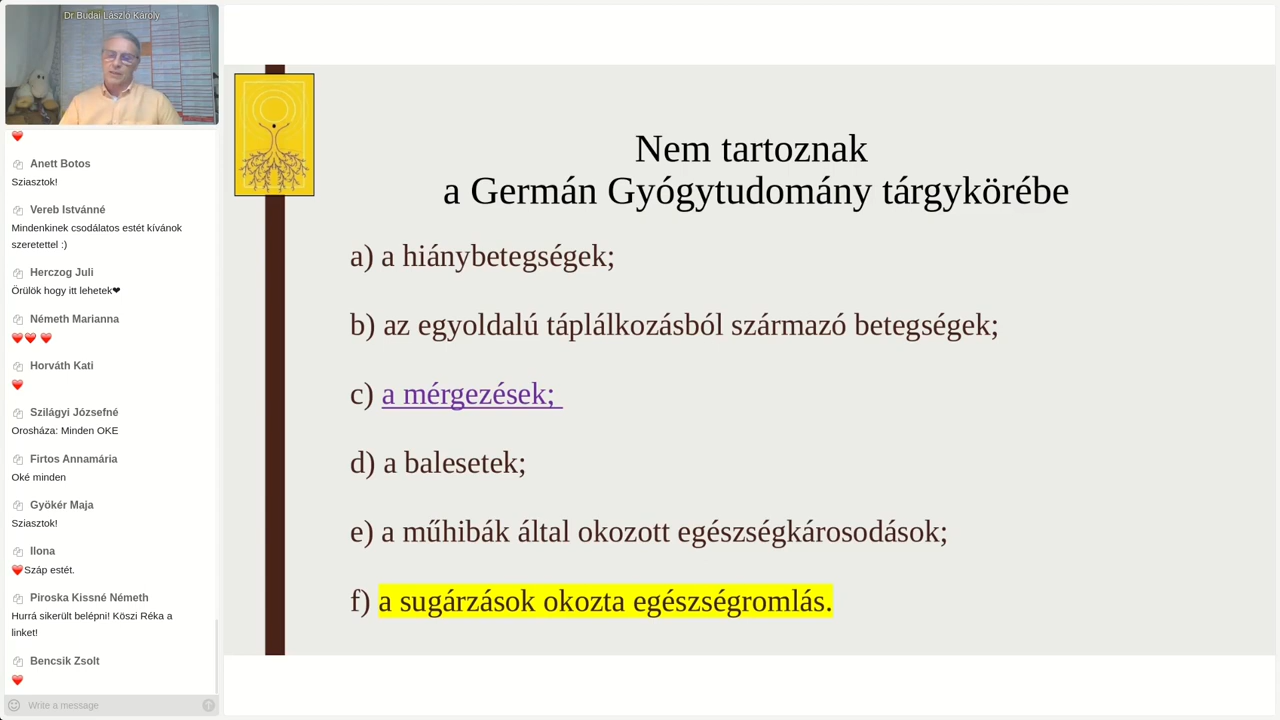 Dr Budai László Károly
❤️
Anett Botos
Sziasztok!
Vereb Istvánné
Mindenkinek csodálatos estét kívánok
szeretettel :)
Herczog Juli
Örülök hogy itt lehetek❤
Németh Marianna
❤️❤️ ❤️
Horváth Kati
❤️
Szilágyi Józsefné
Orosháza: Minden OKE
Firtos Annamária
Oké minden
Gyökér Maja
Sziasztok!
Ilona
❤️Száp estét.
Piroska Kissné Németh
Hurrá sikerült belépni! Köszi Réka a
linket!
Bencsik Zsolt
❤️
Write a message
Nem tartoznak
a Germán Gyógytudomány tárgykörébe
a) a hiánybetegségek;
b) az egyoldalú táplálkozásból származó betegségek;
c) a mérgezések;
d) a balesetek;
e) a műhibák által okozott egészségkárosodások;
f) a sugárzások okozta egészségromlás.